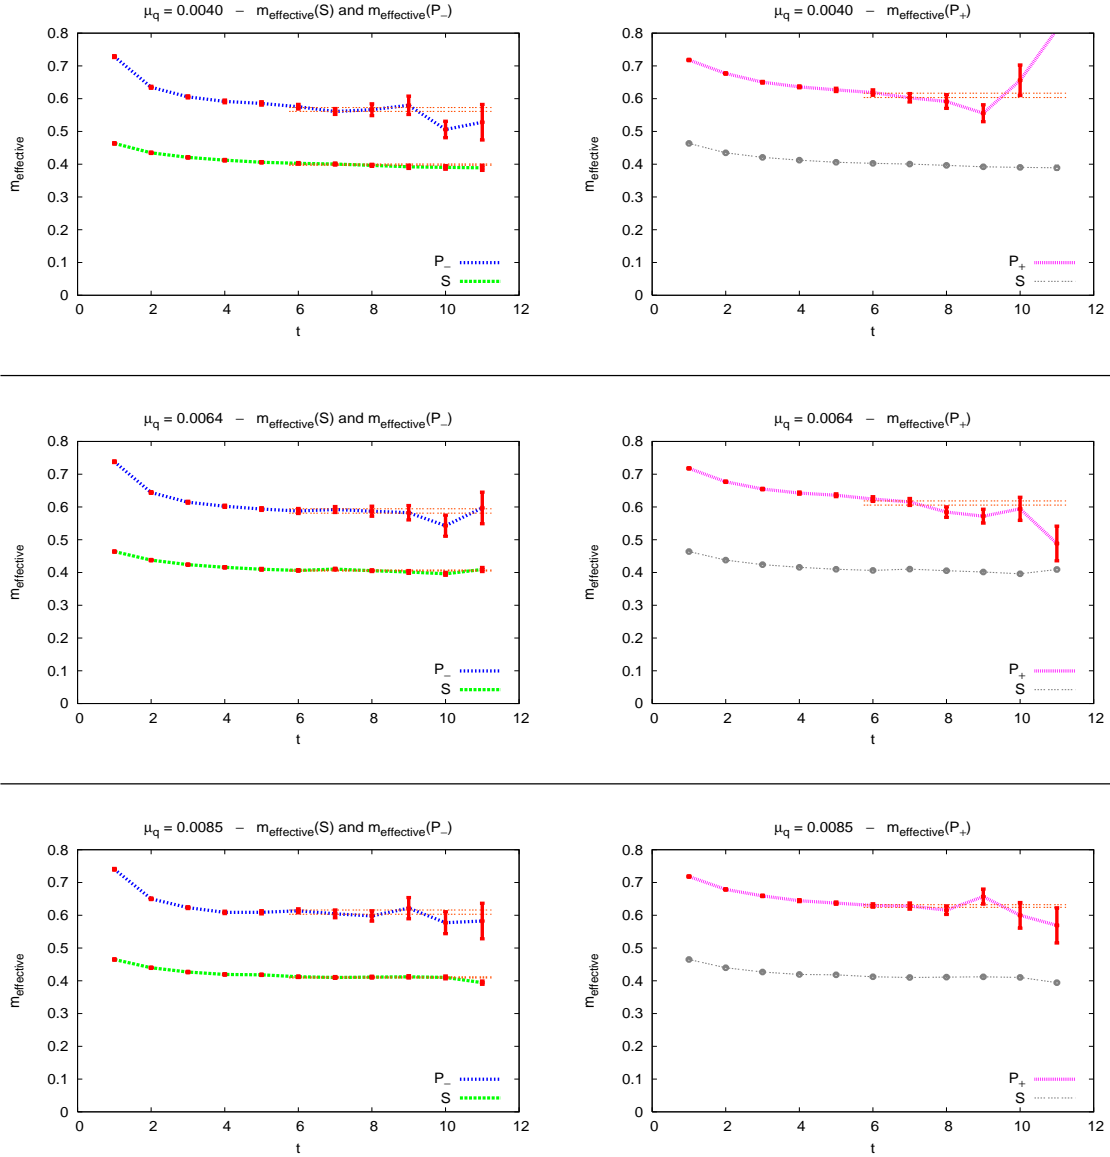 μq = 0.0040 − meffective(S) and meffective(P−)
0.8
0.7
0.6
0.5
0.4
0.3
0.2
0.1
0
meffective
P−
S
0 2 4 6 8 10 12
t
μq = 0.0040 − meffective(P+)
0.8
0.7
0.6
0.5
0.4
0.3
0.2
0.1
0
meffective
P+
S
0 2 4 6 8 10 12
t
μq = 0.0064 − meffective(S) and meffective(P−)
0.8
0.7
0.6
0.5
0.4
0.3
0.2
0.1
0
meffective
P−
S
0 2 4 6 8 10 12
t
μq = 0.0064 − meffective(P+)
0.8
0.7
0.6
0.5
0.4
0.3
0.2
0.1
0
meffective
P+
S
0 2 4 6 8 10 12
t
μq = 0.0085 − meffective(S) and meffective(P−)
0.8
0.7
0.6
0.5
0.4
0.3
0.2
0.1
0
meffective
P−
S
0 2 4 6 8 10 12
t
μq = 0.0085 − meffective(P+)
0.8
0.7
0.6
0.5
0.4
0.3
0.2
0.1
0
meffective
P+
S
0 2 4 6 8 10 12
t